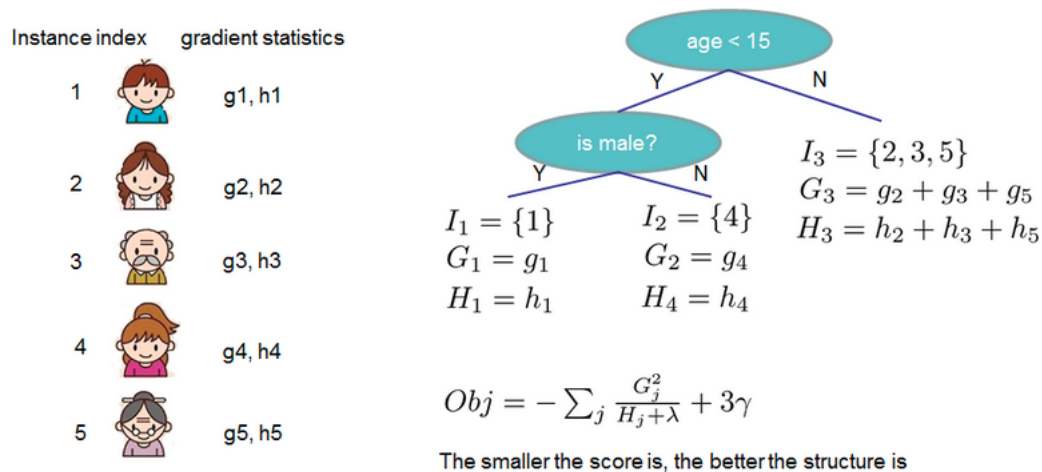 Instance index gradient statistics
1 g1, h1
2 g2, h2
3 g3, h3
4 g4, h4
5 g5, h5
age < 15
Y N
is male?
Y N
I₁ = {1}
G₁ = g₁
H₁ = h₁
I₂ = {4}
G₂ = g₄
H₄ = h₄
I₃ = {2, 3, 5}
G₃ = g₂ + g₃ + g₅
H₃ = h₂ + h₃ + h₅
Obj = − ∑ⱼ Gⱼ² / (Hⱼ+λ) + 3γ
The smaller the score is, the better the structure is